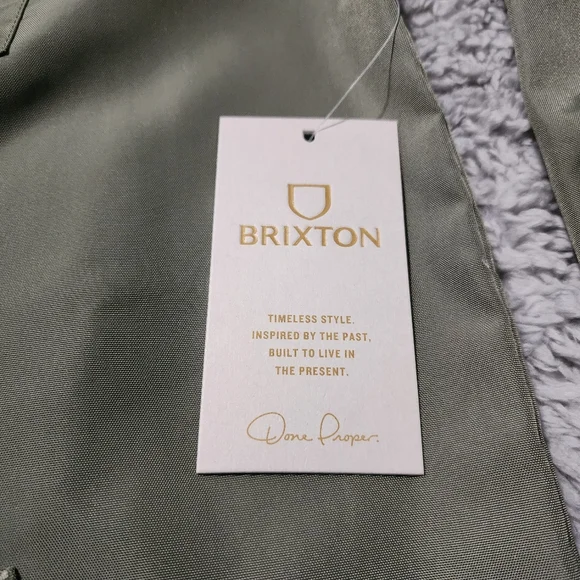 BRIXTON
TIMELESS STYLE.
INSPIRED BY THE PAST,
BUILT TO LIVE IN
THE PRESENT.
Done Proper.